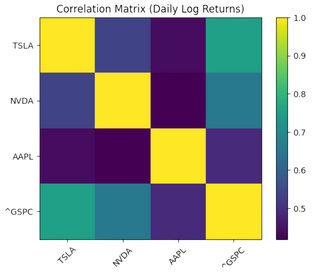 Correlation Matrix (Daily Log Returns)
TSLA
NVDA
AAPL
^GSPC
TSLA
NVDA
AAPL
^GSPC
1.0
0.9
0.8
0.7
0.6
0.5